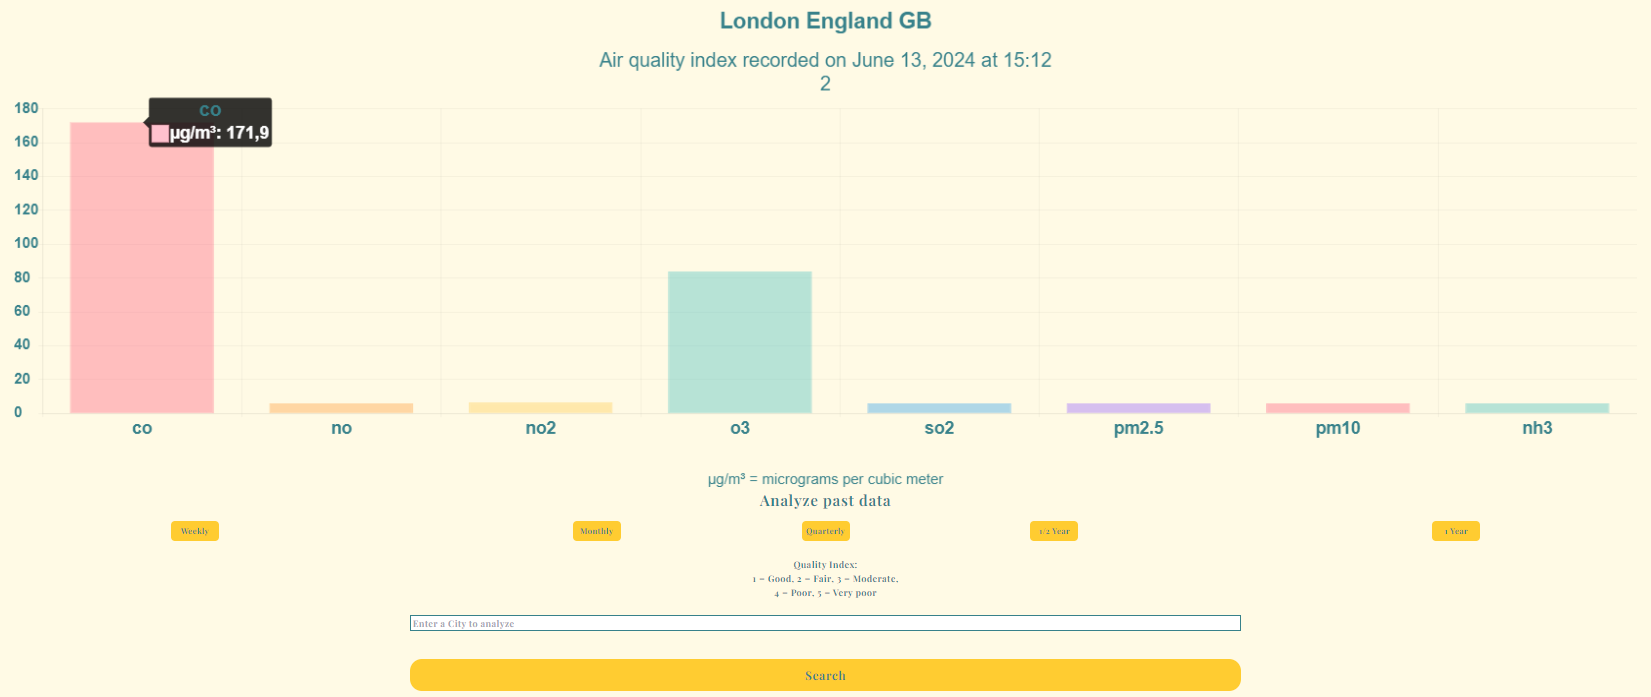 London England GB
Air quality index recorded on June 13, 2024 at 15:12
2
180
co
µg/m³: 171,9
160
140
120
100
80
60
40
20
0
co no no2 o3 so2 pm2.5 pm10 nh3
µg/m³ = micrograms per cubic meter
Analyze past data
Weekly Monthly Quarterly 1/2 Year 1 Year
Quality Index:
1 – Good, 2 – Fair, 3 – Moderate,
4 – Poor, 5 – Very poor
Enter a City to analyze
Search